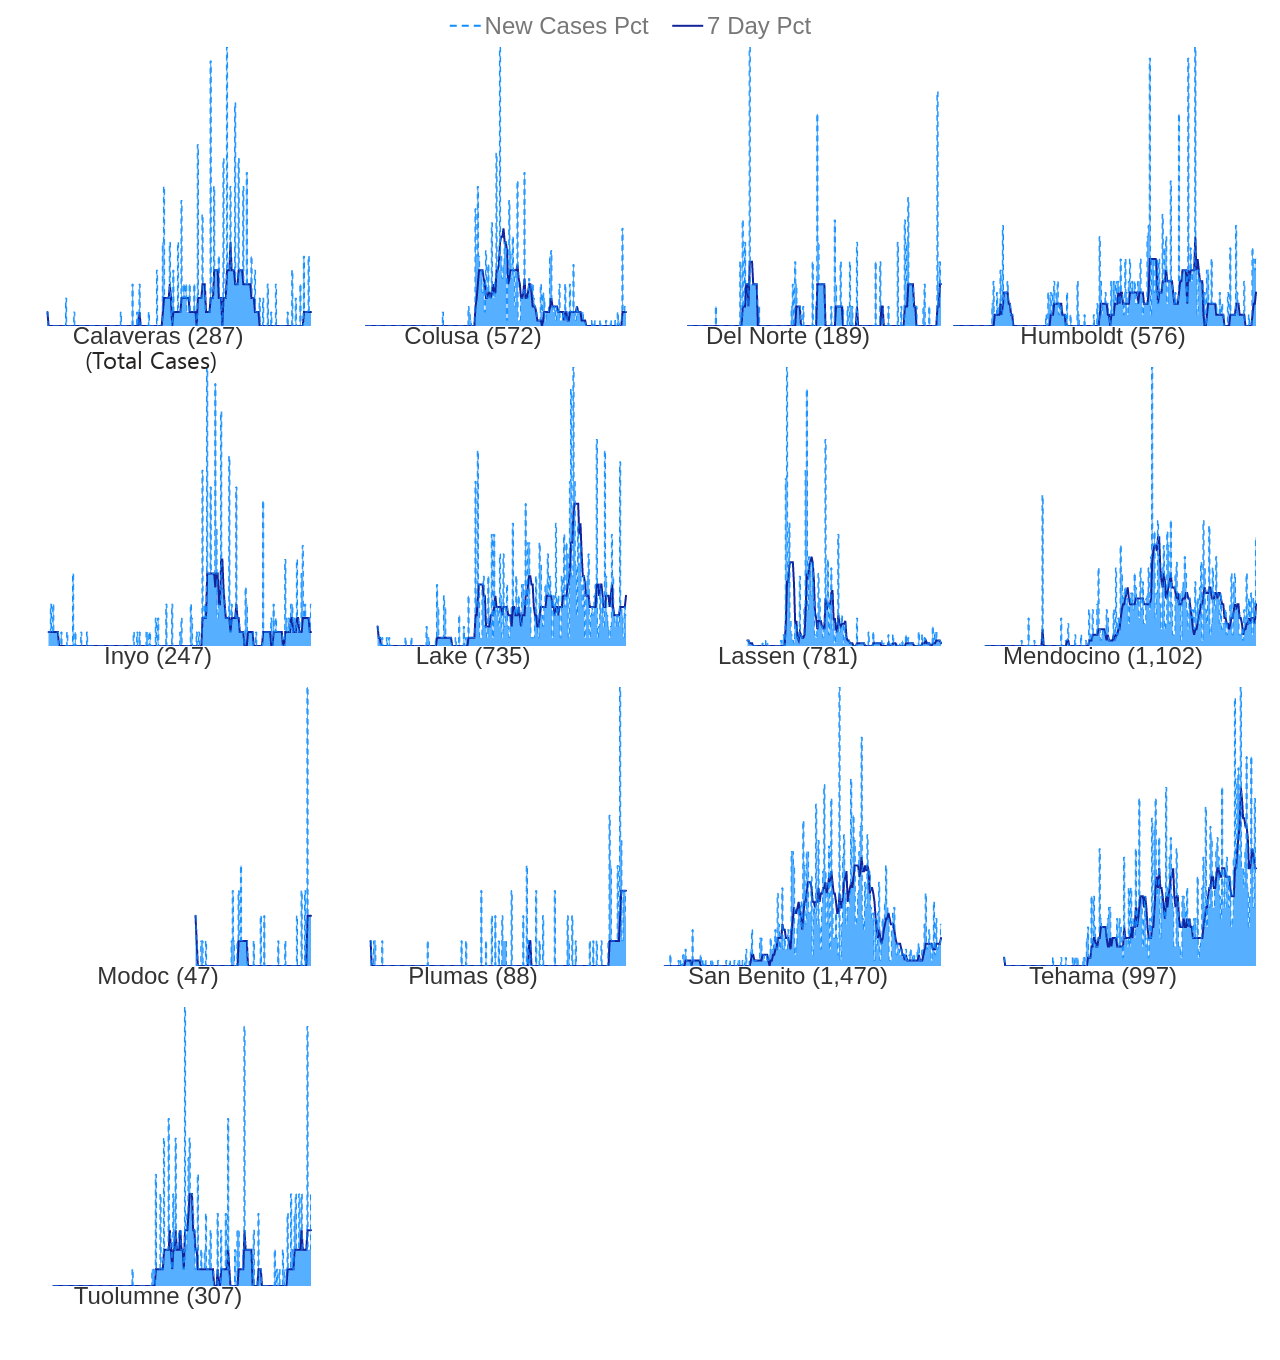 New Cases Pct 7 Day Pct
Calaveras (287) Colusa (572) Del Norte (189) Humboldt (576)
(Total Cases)
Inyo (247) Lake (735) Lassen (781) Mendocino (1,102)
Modoc (47) Plumas (88) San Benito (1,470) Tehama (997)
Tuolumne (307)